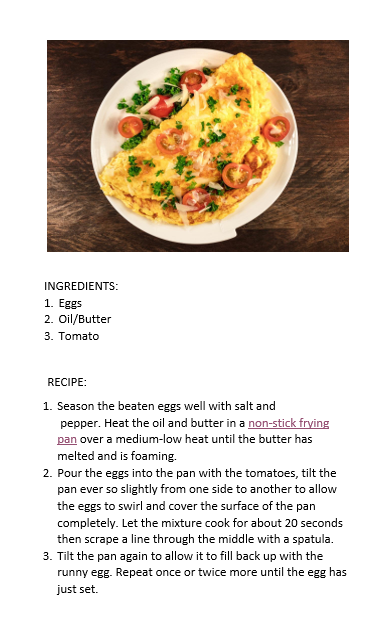 INGREDIENTS:
1. Eggs
2. Oil/Butter
3. Tomato
RECIPE:
1. Season the beaten eggs well with salt and
pepper. Heat the oil and butter in a non-stick frying
pan over a medium-low heat until the butter has
melted and is foaming.
2. Pour the eggs into the pan with the tomatoes, tilt the
pan ever so slightly from one side to another to allow
the eggs to swirl and cover the surface of the pan
completely. Let the mixture cook for about 20 seconds
then scrape a line through the middle with a spatula.
3. Tilt the pan again to allow it to fill back up with the
runny egg. Repeat once or twice more until the egg has
just set.